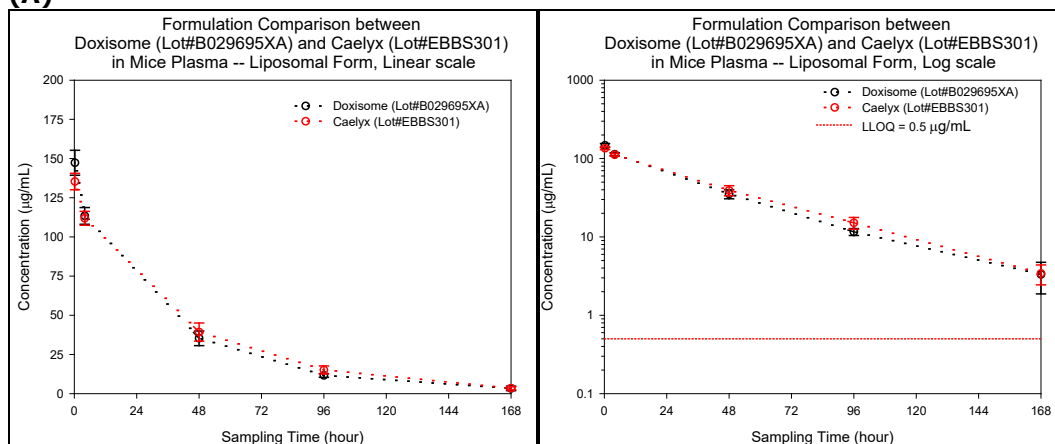 (A)
Formulation Comparison between
Doxisome (Lot#B029695XA) and Caelyx (Lot#EBBS301)
in Mice Plasma -- Liposomal Form, Linear scale
200
175
150
125
100
75
50
25
0
Concentration (µg/mL)
Doxisome (Lot#B029695XA)
Caelyx (Lot#EBBS301)
0 24 48 72 96 120 144 168
Sampling Time (hour)
Formulation Comparison between
Doxisome (Lot#B029695XA) and Caelyx (Lot#EBBS301)
in Mice Plasma -- Liposomal Form, Log scale
1000
100
10
1
0.1
Concentration (µg/mL)
Doxisome (Lot#B029695XA)
Caelyx (Lot#EBBS301)
LLOQ = 0.5 µg/mL
0 24 48 72 96 120 144 168
Sampling Time (hour)